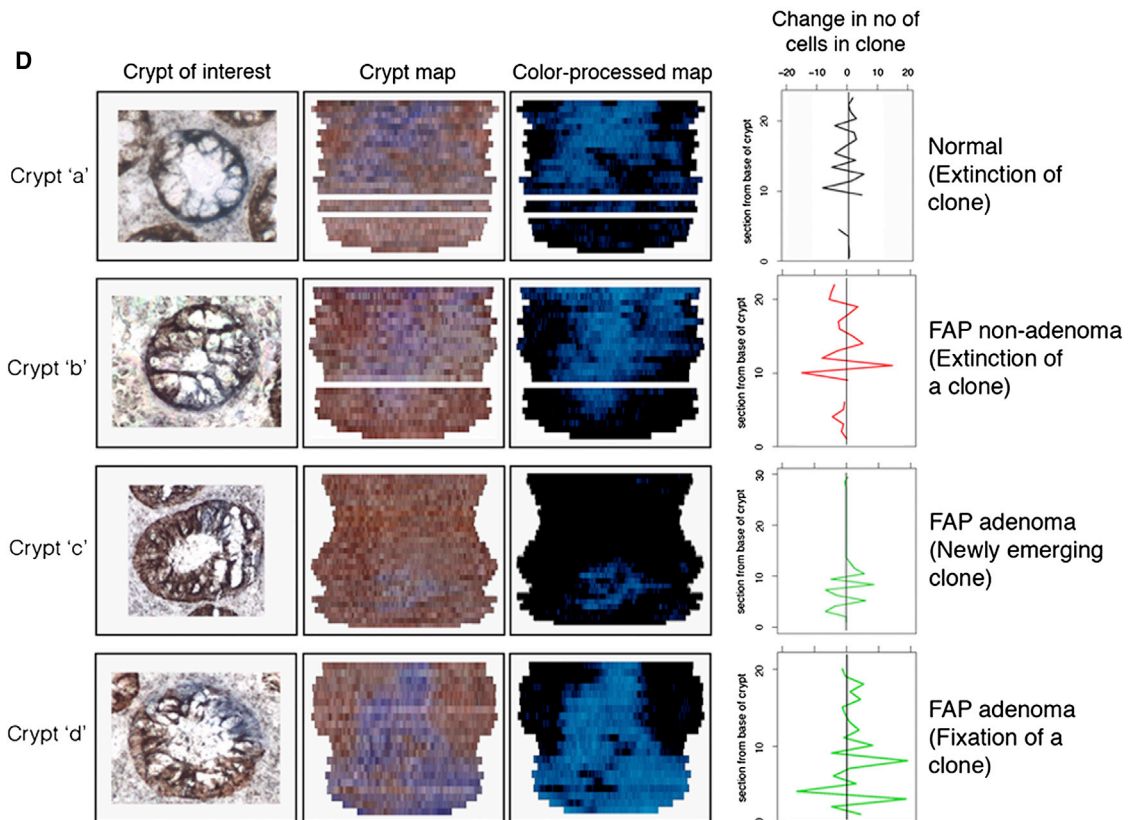 Change in no of
cells in clone
D
Crypt of interest
Crypt map
Color-processed map
−20 −10 0 10 20
Crypt ‘a’
section from base of crypt
20
10
0
Normal
(Extinction of
clone)
Crypt ‘b’
section from base of crypt
20
10
0
FAP non-adenoma
(Extinction of
a clone)
Crypt ‘c’
section from base of crypt
30
20
10
0
FAP adenoma
(Newly emerging
clone)
Crypt ‘d’
section from base of crypt
20
10
0
FAP adenoma
(Fixation of a
clone)